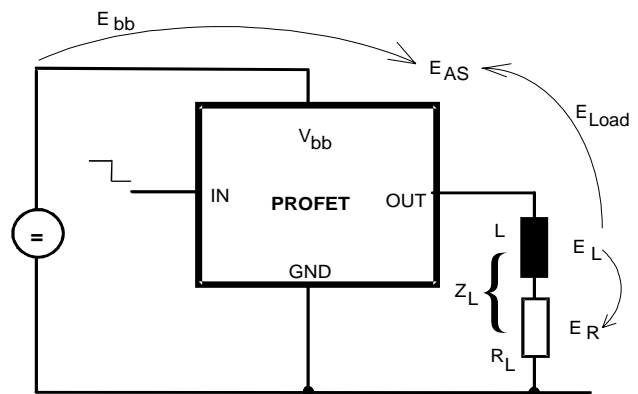 E bb
E AS
E Load
V bb
IN
PROFET
OUT
=
L
E L
GND
Z L
{
E R
R L